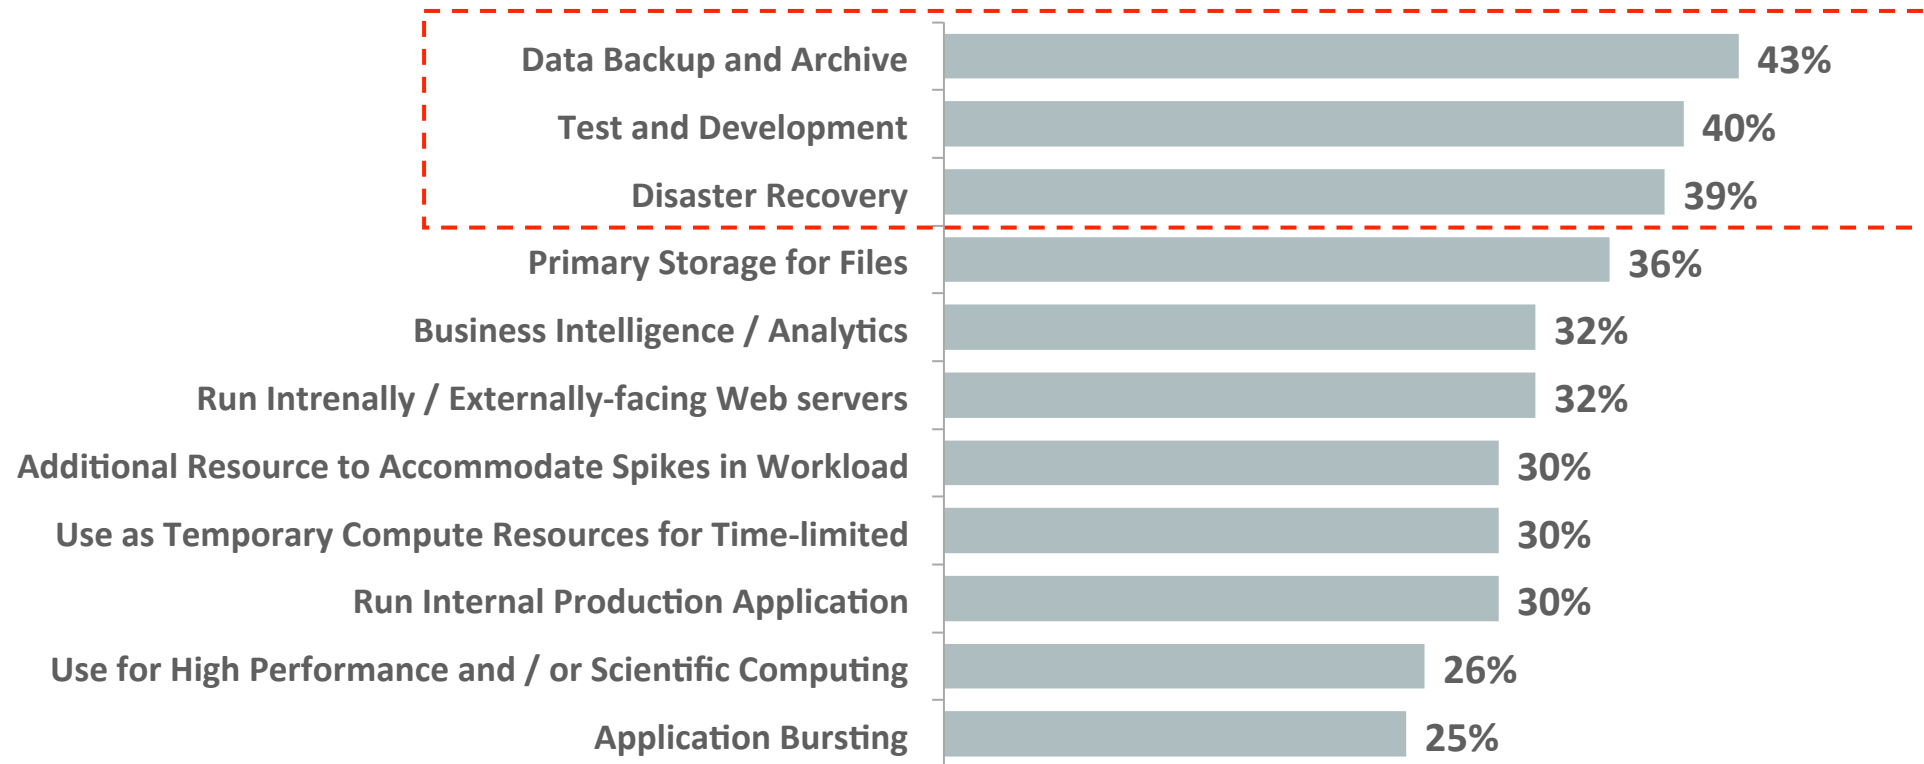 Data Backup and Archive 43%
Test and Development 40%
Disaster Recovery 39%
Primary Storage for Files 36%
Business Intelligence / Analytics 32%
Run Intrenally / Externally-facing Web servers 32%
Additional Resource to Accommodate Spikes in Workload 30%
Use as Temporary Compute Resources for Time-limited 30%
Run Internal Production Application 30%
Use for High Performance and / or Scientific Computing 26%
Application Bursting 25%